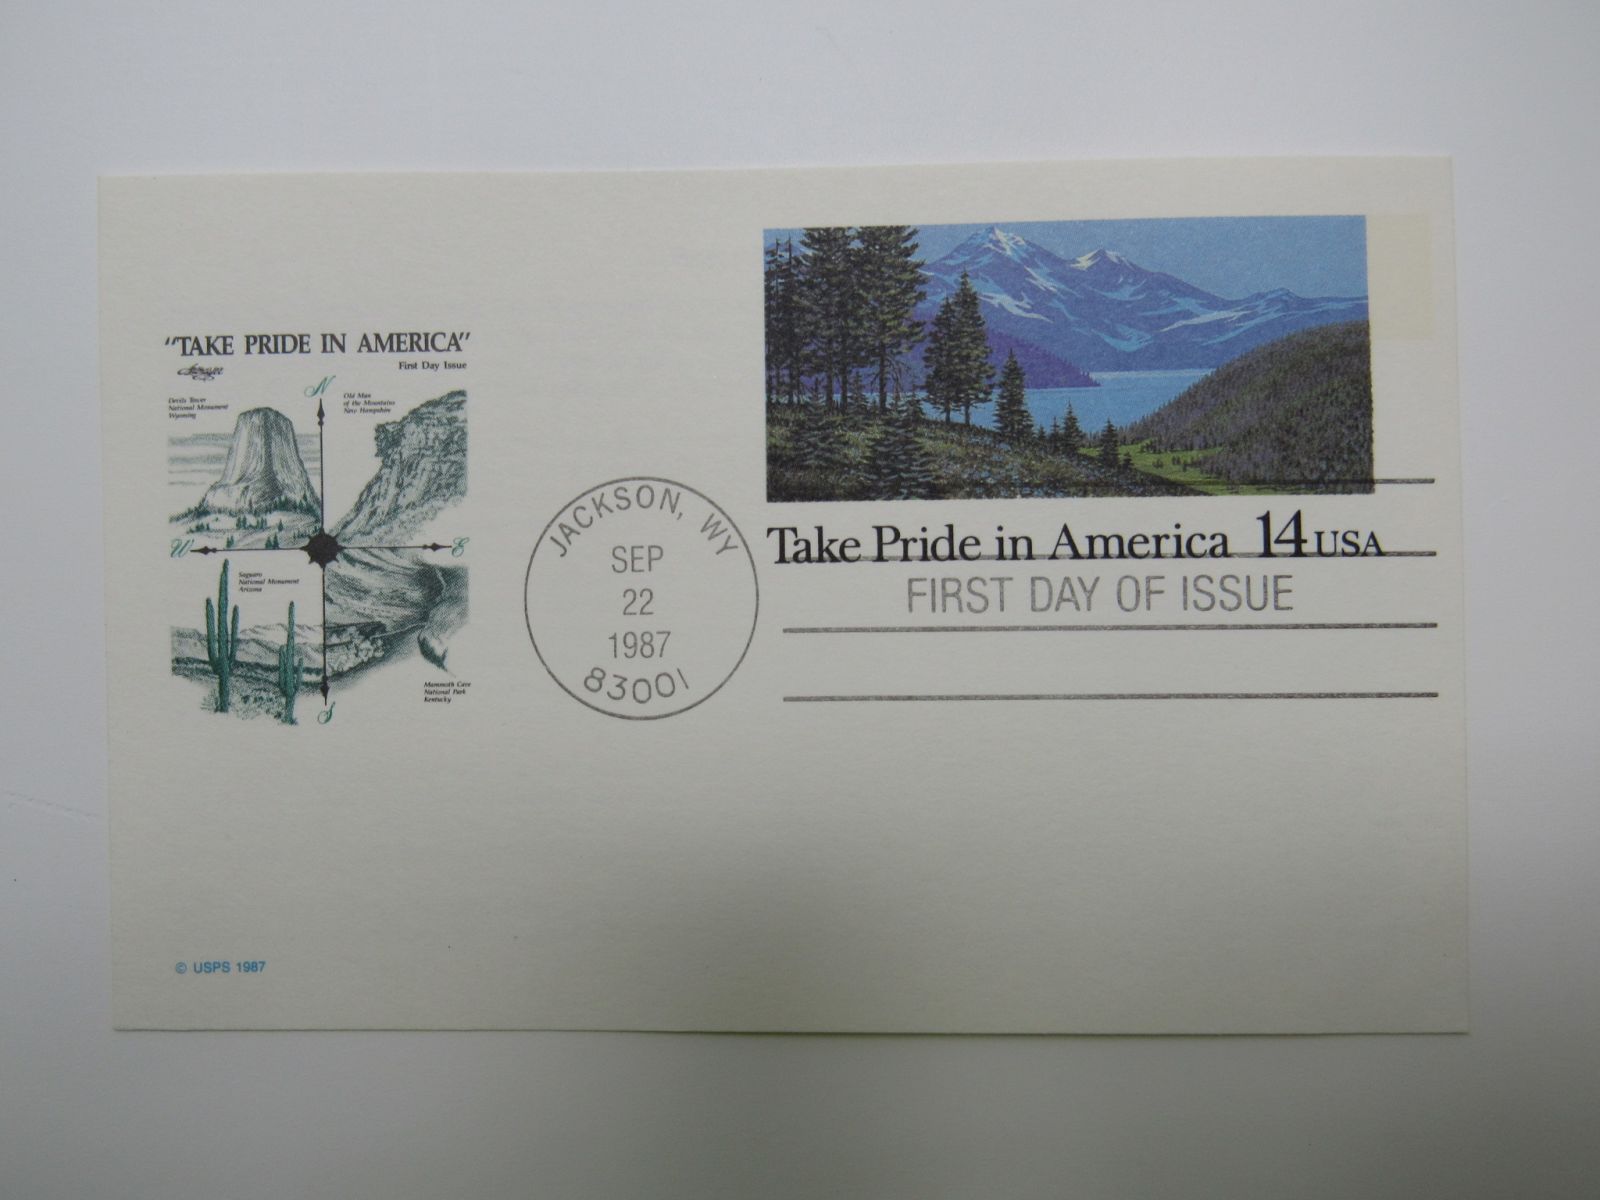 "TAKE PRIDE IN AMERICA"
First Day Issue
Devils Tower
National Monument
Wyoming
N
Old Man
of the Mountains
New Hampshire
W
E
Saguaro
National Monument
Arizona
Mammoth Cave
National Park
Kentucky
S
JACKSON, WY
SEP
22
1987
83001
Take Pride in America 14 USA
FIRST DAY OF ISSUE
© USPS 1987